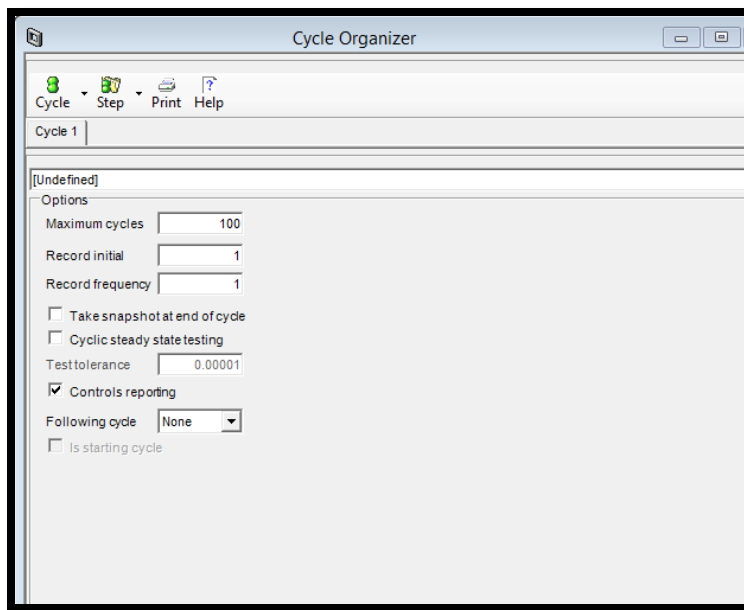 Cycle Organizer
Cycle Step Print Help
Cycle 1
[Undefined]
Options
Maximum cycles 100
Record initial 1
Record frequency 1
Take snapshot at end of cycle
Cyclic steady state testing
Test tolerance 0.00001
Controls reporting
Following cycle None
Is starting cycle